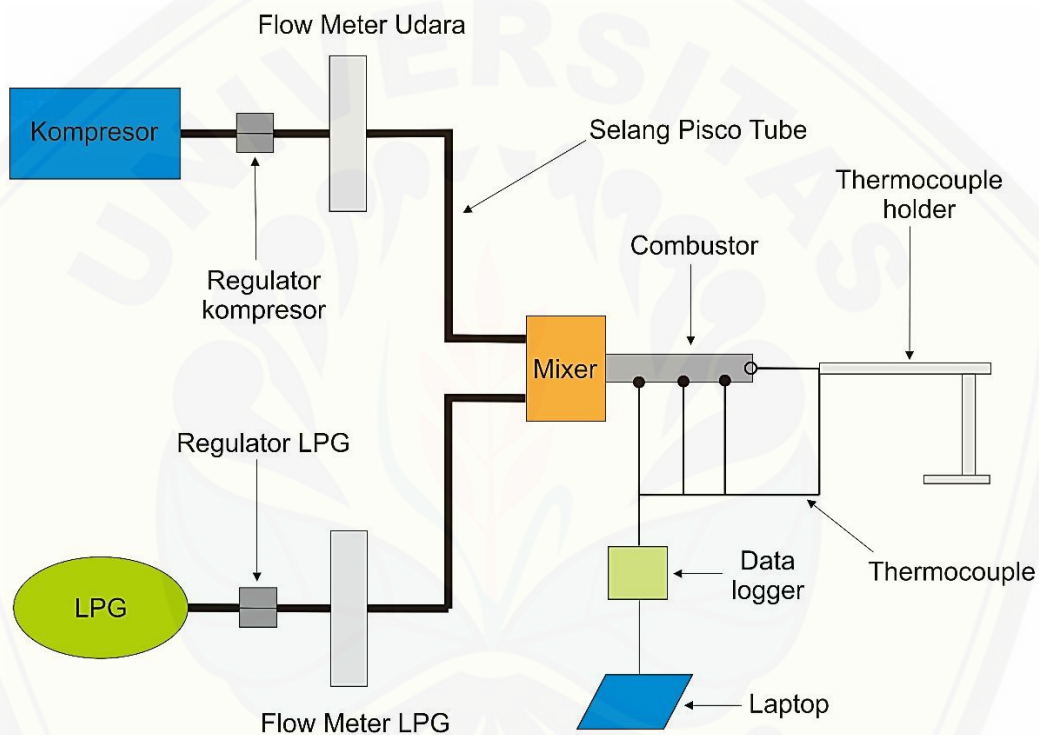 Flow Meter Udara
Kompresor
Selang Pisco Tube
Thermocouple
holder
Combustor
Regulator
kompresor
Mixer
Regulator LPG
LPG
Data
logger
Thermocouple
Laptop
Flow Meter LPG
UNIVERSITAS